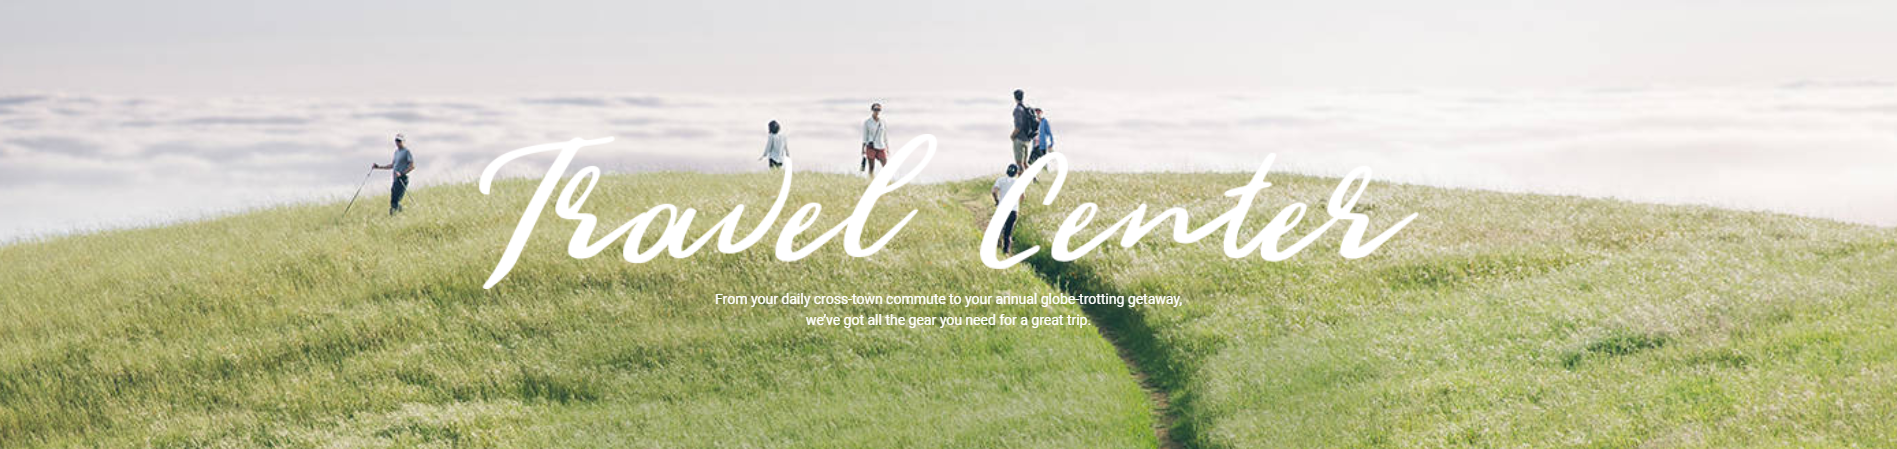 Travel Center
From your daily cross-town commute to your annual globe-trotting getaway,
we've got all the gear you need for a great trip.